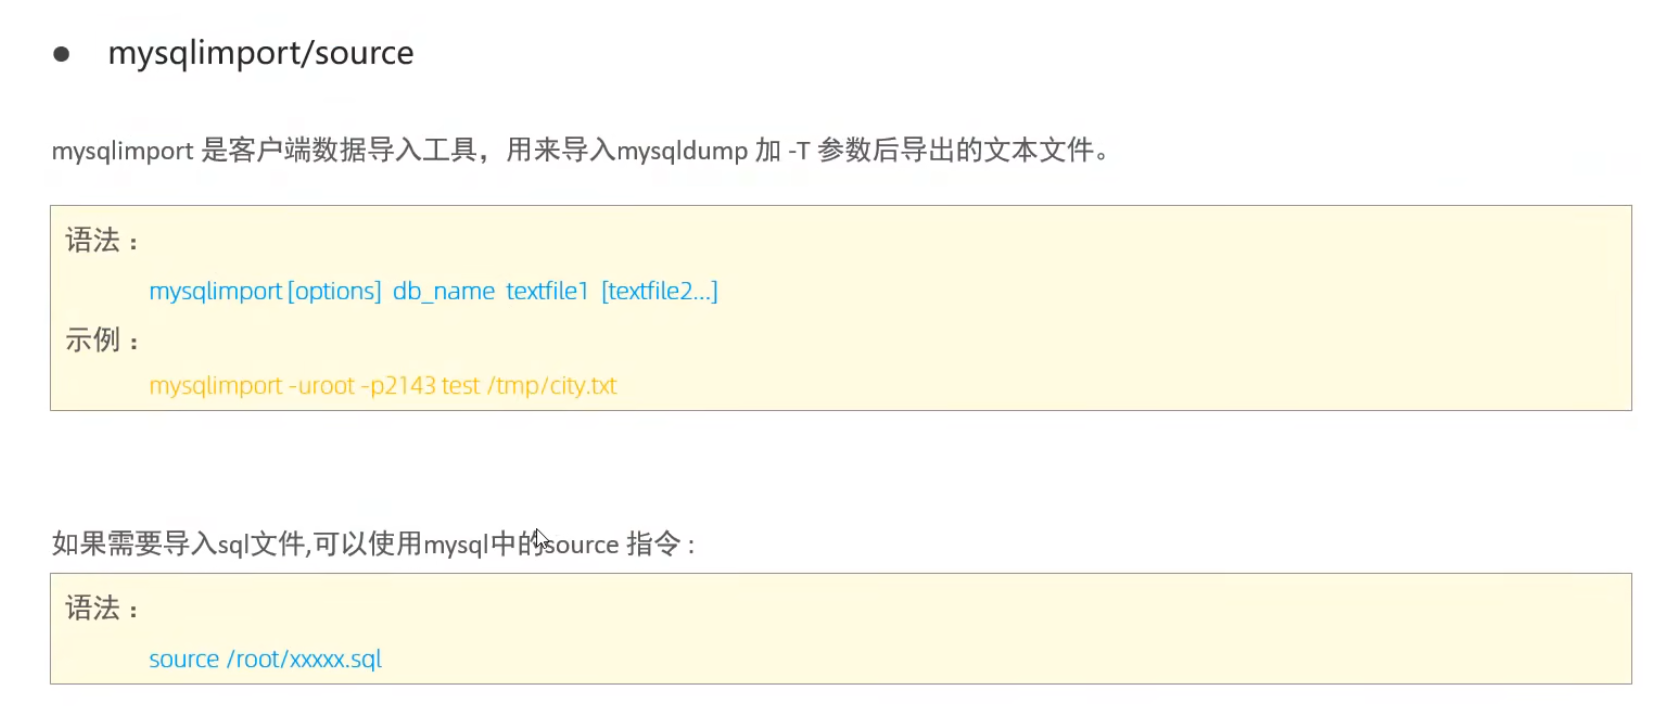 ● mysqlimport/source
mysqlimport 是客户端数据导入工具，用来导入mysqldump 加 -T 参数后导出的文本文件。
语法：
mysqlimport [options] db_name textfile1 [textfile2...]
示例：
mysqlimport -uroot -p2143 test /tmp/city.txt
如果需要导入sql文件,可以使用mysql中的source 指令 :
语法：
source /root/xxxxx.sql